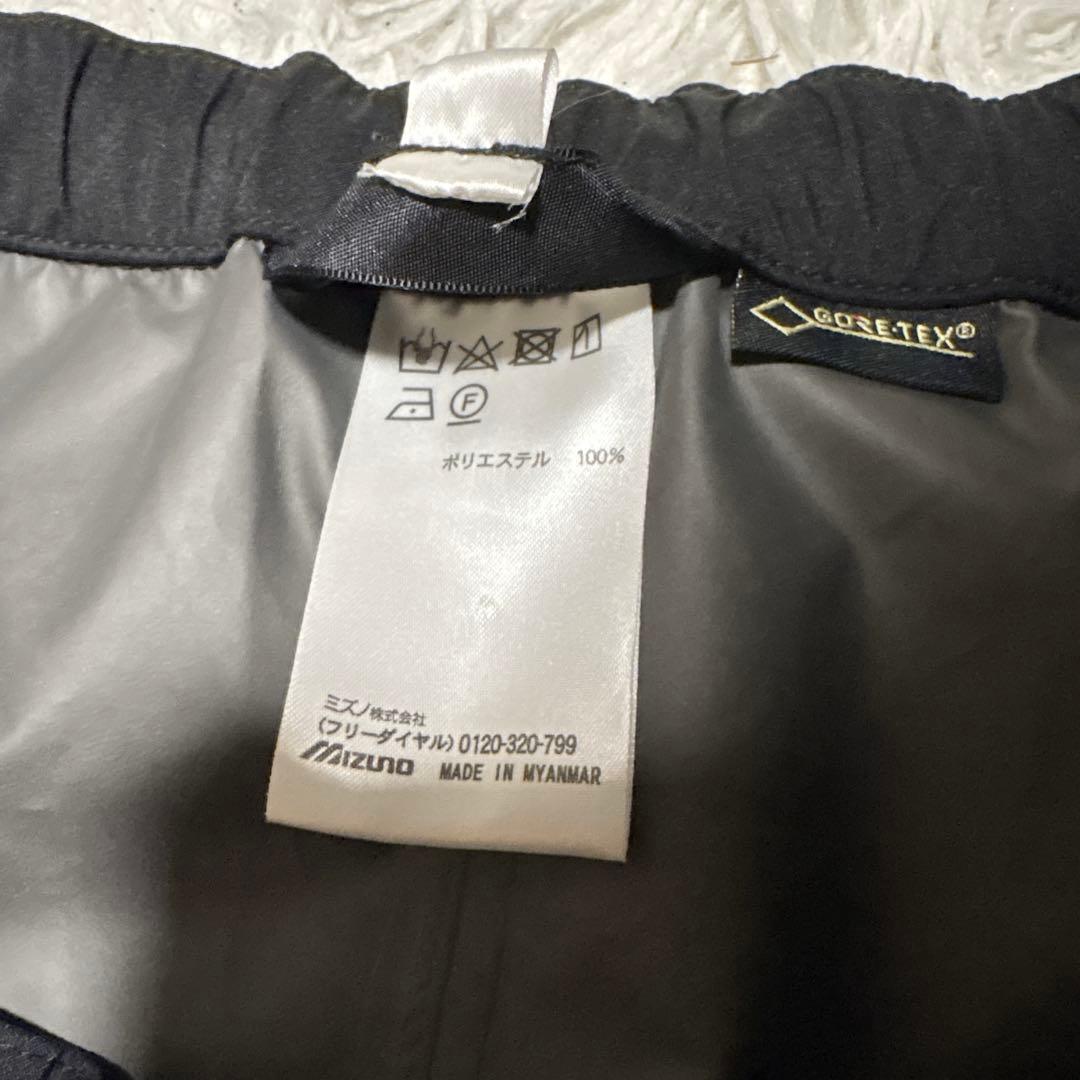 GORE-TEX®
F
ポリエステル 100%
ミズノ株式会社
(フリーダイヤル) 0120-320-799
MIZUNO MADE IN MYANMAR